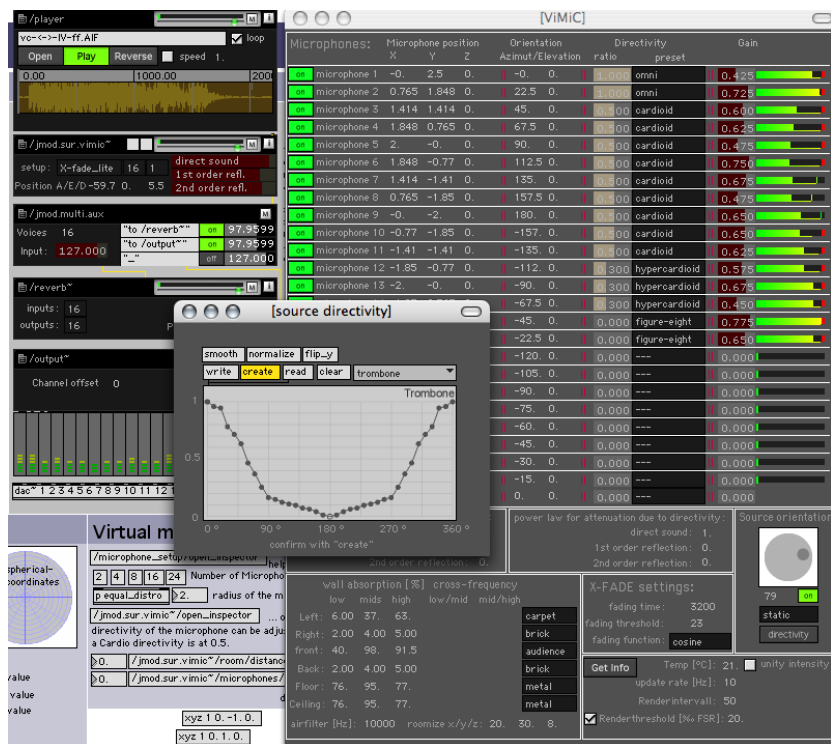 /player
M i
vc-<->-IV-ff.AIF
loop
Open Play Reverse speed 1.
0.00 1000.00 200
/jmod.sur.vimic~
M i
setup: X-fade_lite 16 1
direct sound
1st order refl.
2nd order refl.
Position A/E/D -59.7 0. 5.5
/jmod.multi.aux
M
Voices 16
Input: 127.000
"to /reverb~" on 97.9599
"to /output~" on 97.9599
"_" off 127.000
/reverb~
M i
inputs: 16
outputs: 16
P
/output~
Channel offset 0
dac~ 1 2 3 4 5 6 7 8 9 10 11 12
[ViMiC]
Microphones: Microphone position Orientation Directivity Gain
X Y Z Azimut/Elevation ratio preset
on microphone 1 -0. 2.5 0. -0. 0. 1.000 omni 0.425
on microphone 2 0.765 1.848 0. 22.5 0. 1.000 omni 0.725
on microphone 3 1.414 1.414 0. 45. 0. 0.500 cardioid 0.600
on microphone 4 1.848 0.765 0. 67.5 0. 0.500 cardioid 0.625
on microphone 5 2. -0. 0. 90. 0. 0.500 cardioid 0.475
on microphone 6 1.848 -0.77 0. 112.5 0. 0.500 cardioid 0.750
on microphone 7 1.414 -1.41 0. 135. 0. 0.500 cardioid 0.675
on microphone 8 0.765 -1.85 0. 157.5 0. 0.500 cardioid 0.475
on microphone 9 -0. -2. 0. 180. 0. 0.500 cardioid 0.650
on microphone 10 -0.77 -1.85 0. -157. 0. 0.500 cardioid 0.650
on microphone 11 -1.41 -1.41 0. -135. 0. 0.500 cardioid 0.625
on microphone 12 -1.85 -0.77 0. -112. 0. 0.300 hypercardioid 0.575
on microphone 13 -2. -0. 0. -90. 0. 0.300 hypercardioid 0.675
-67.5 0. 0.300 hypercardioid 0.450
-45. 0. 0.000 figure-eight 0.775
-22.5 0. 0.000 figure-eight 0.650
-120. 0. 0.000 --- 0.000
-105. 0. 0.000 --- 0.000
-90. 0. 0.000 --- 0.000
-75. 0. 0.000 --- 0.000
-60. 0. 0.000 --- 0.000
-45. 0. 0.000 --- 0.000
-30. 0. 0.000 --- 0.000
-15. 0. 0.000 --- 0.000
0. 0. 0.000 --- 0.000
[source directivity]
smooth normalize flip_y
write create read clear trombone
Trombone
1
0.5
0
0 ° 90 ° 180 ° 270 ° 360 °
confirm with "create"
2nd order reflection: 0.
power law for attenuation due to directivity:
direct sound: 1.
1st order reflection: 0.
2nd order reflection: 0.
Source orientation
79 on
static
directivity
wall absorption [%] cross-frequency
low mids high low/mid mid/high
Left: 6.00 37. 63. carpet
Right: 2.00 4.00 5.00 brick
front: 40. 98. 91.5 audience
Back: 2.00 4.00 5.00 brick
Floor: 76. 95. 77. metal
Ceiling: 76. 95. 77. metal
airfilter [Hz]: 10000 roomize x/y/z: 20. 30. 8.
X-FADE settings:
fading time: 3200
fading threshold: 23
fading function: cosine
Get Info Temp [°C]: 21. unity intensity
update rate [Hz]: 10
Renderintervall: 50
Renderthreshold [‰ FSR]: 20.
spherical-
coordinates
value
value
value
Virtual m
/microphone_setup/open_inspector help
2 4 8 16 24 Number of Micropho
p equal_distro 2. radius of the m
/jmod.sur.vimic~/open_inspector ... o
directivity of the microphone can be adju
a Cardio directivity is at 0.5.
0. /jmod.sur.vimic~/room/distanc
0. /jmod.sur.vimic~/microphones/
d
xyz 1 0. -1. 0.
xyz 1 0. 1. 0.